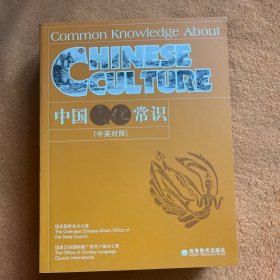 Common Knowledge About
CHINESE
CULTURE
中国文化常识
（中英对照）
国务院侨务办公室
The Overseas Chinese Affairs Office of
the State Council
国家汉语国际推广领导小组办公室
The Office of Chinese Language
Council International
高等教育出版社